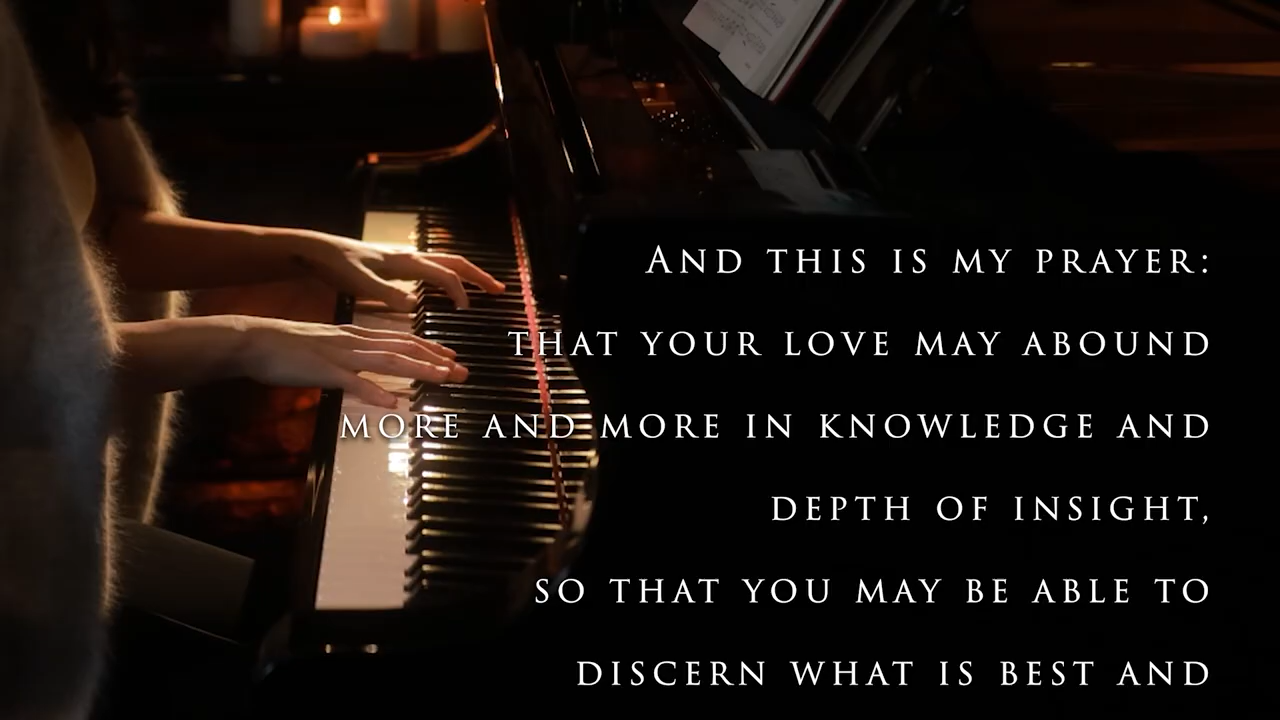 And this is my prayer:
that your love may abound
more and more in knowledge and
depth of insight,
so that you may be able to
discern what is best and